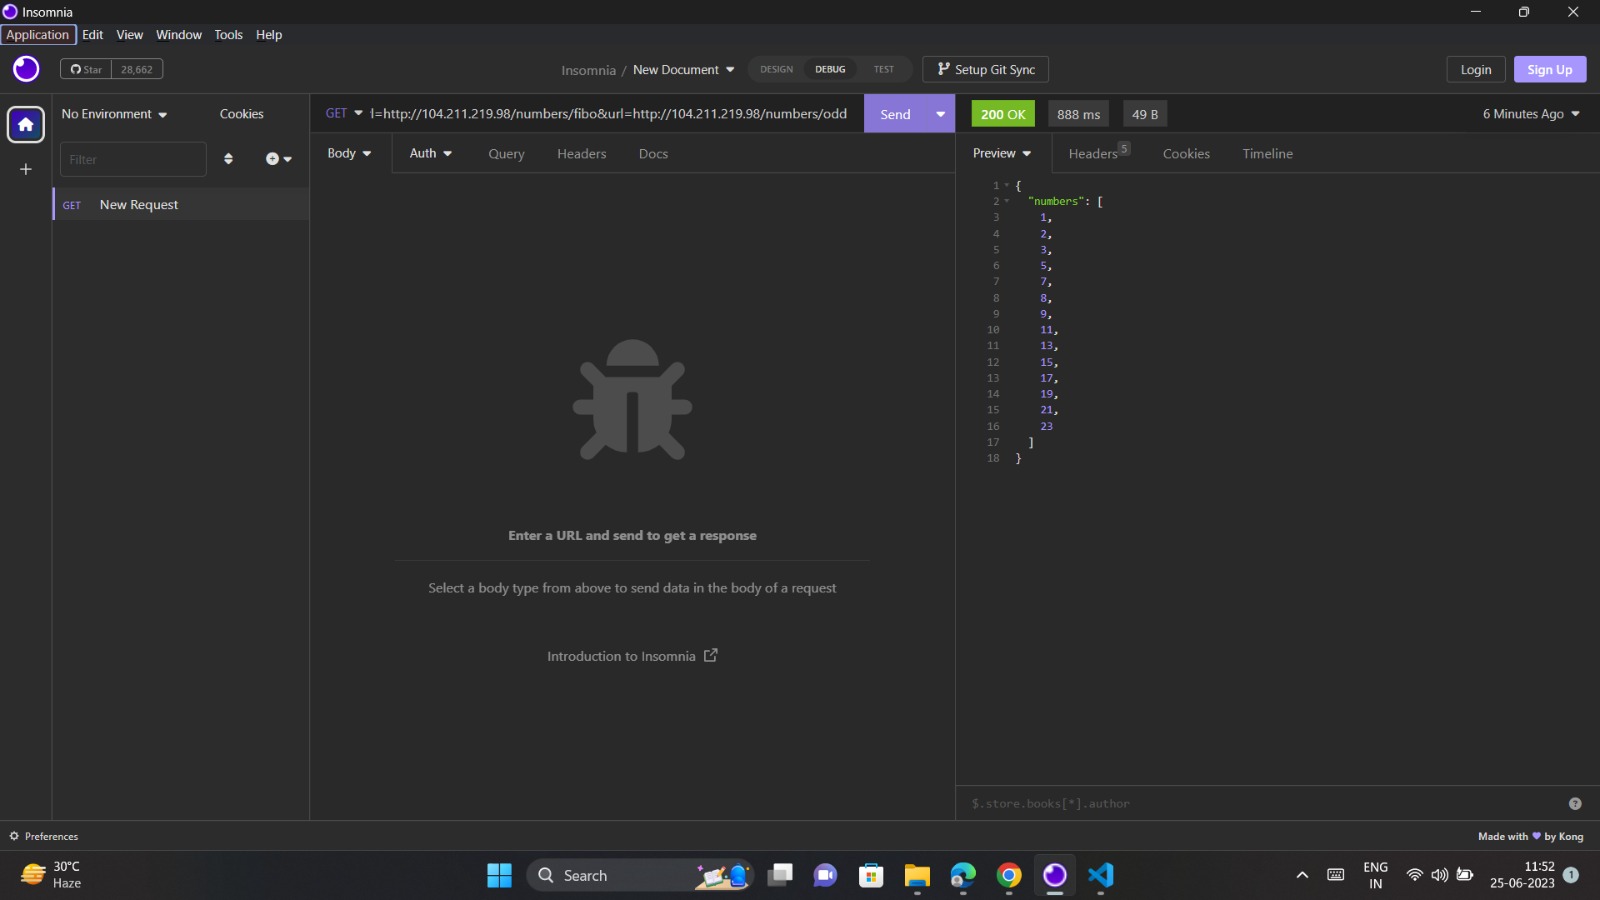 Insomnia
Application Edit View Window Tools Help
Star 28,662
Insomnia / New Document
DESIGN DEBUG TEST
Setup Git Sync
Login Sign Up
No Environment Cookies
GET l=http://104.211.219.98/numbers/fibo&url=http://104.211.219.98/numbers/odd Send
200 OK 888 ms 49 B 6 Minutes Ago
Filter
Body Auth Query Headers Docs
Preview Headers 5 Cookies Timeline
GET New Request
1 {
2 "numbers": [
3 1,
4 2,
5 3,
6 5,
7 7,
8 8,
9 9,
10 11,
11 13,
12 15,
13 17,
14 19,
15 21,
16 23
17 ]
18 }
Enter a URL and send to get a response
Select a body type from above to send data in the body of a request
Introduction to Insomnia
$.store.books[*].author
?
Preferences
Made with by Kong
30°C
Haze
Search
ENG
IN
11:52
25-06-2023
1